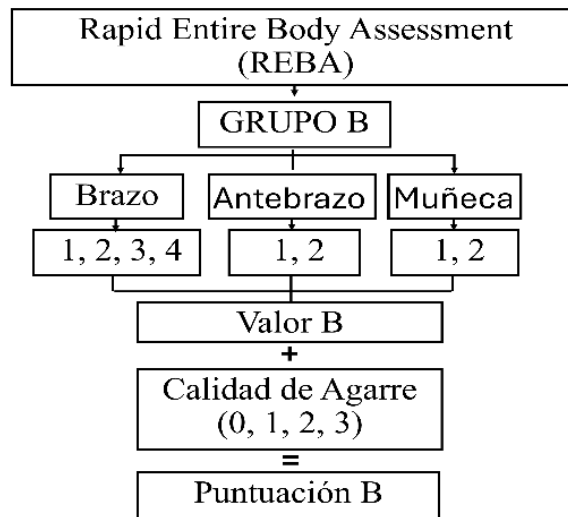 Rapid Entire Body Assessment
(REBA)
GRUPO B
Brazo
Antebrazo
Muñeca
1, 2, 3, 4
1, 2
1, 2
Valor B
+
Calidad de Agarre
(0, 1, 2, 3)
=
Puntuación B